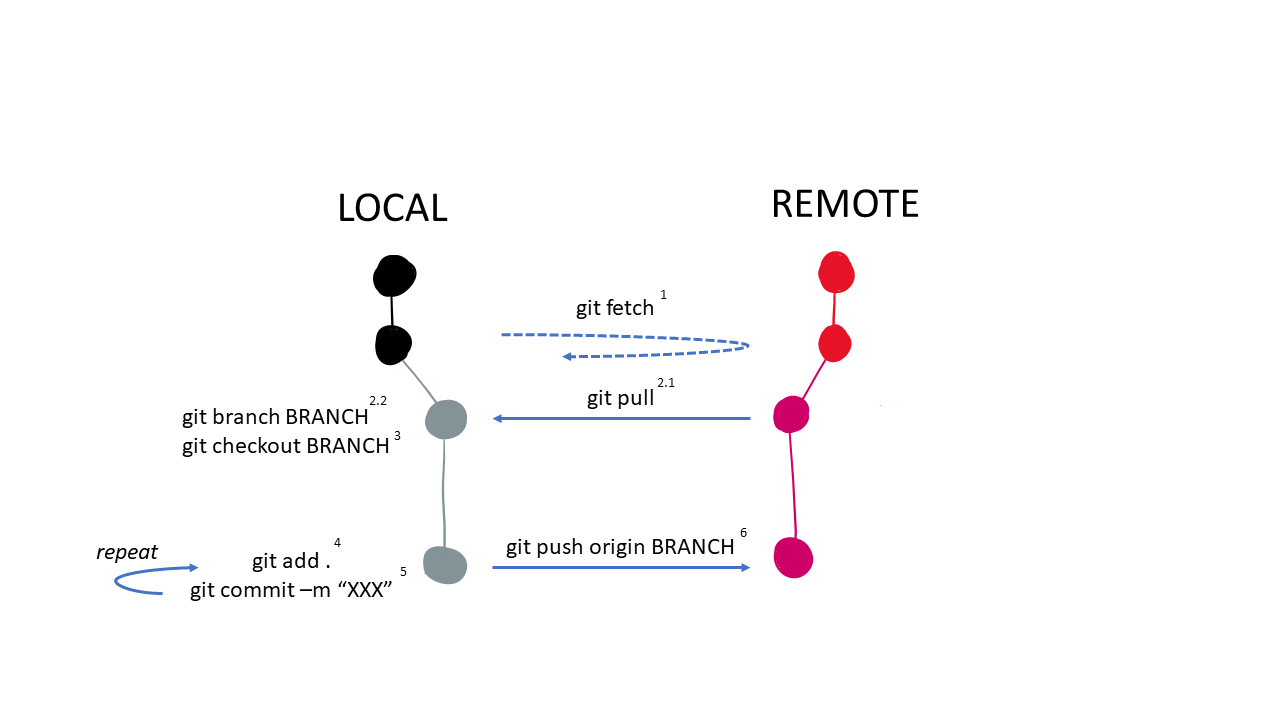 LOCAL
REMOTE
git fetch 1
git pull 2.1
git branch BRANCH 2.2
git checkout BRANCH 3
git push origin BRANCH 6
repeat
git add . 4
git commit –m “XXX” 5